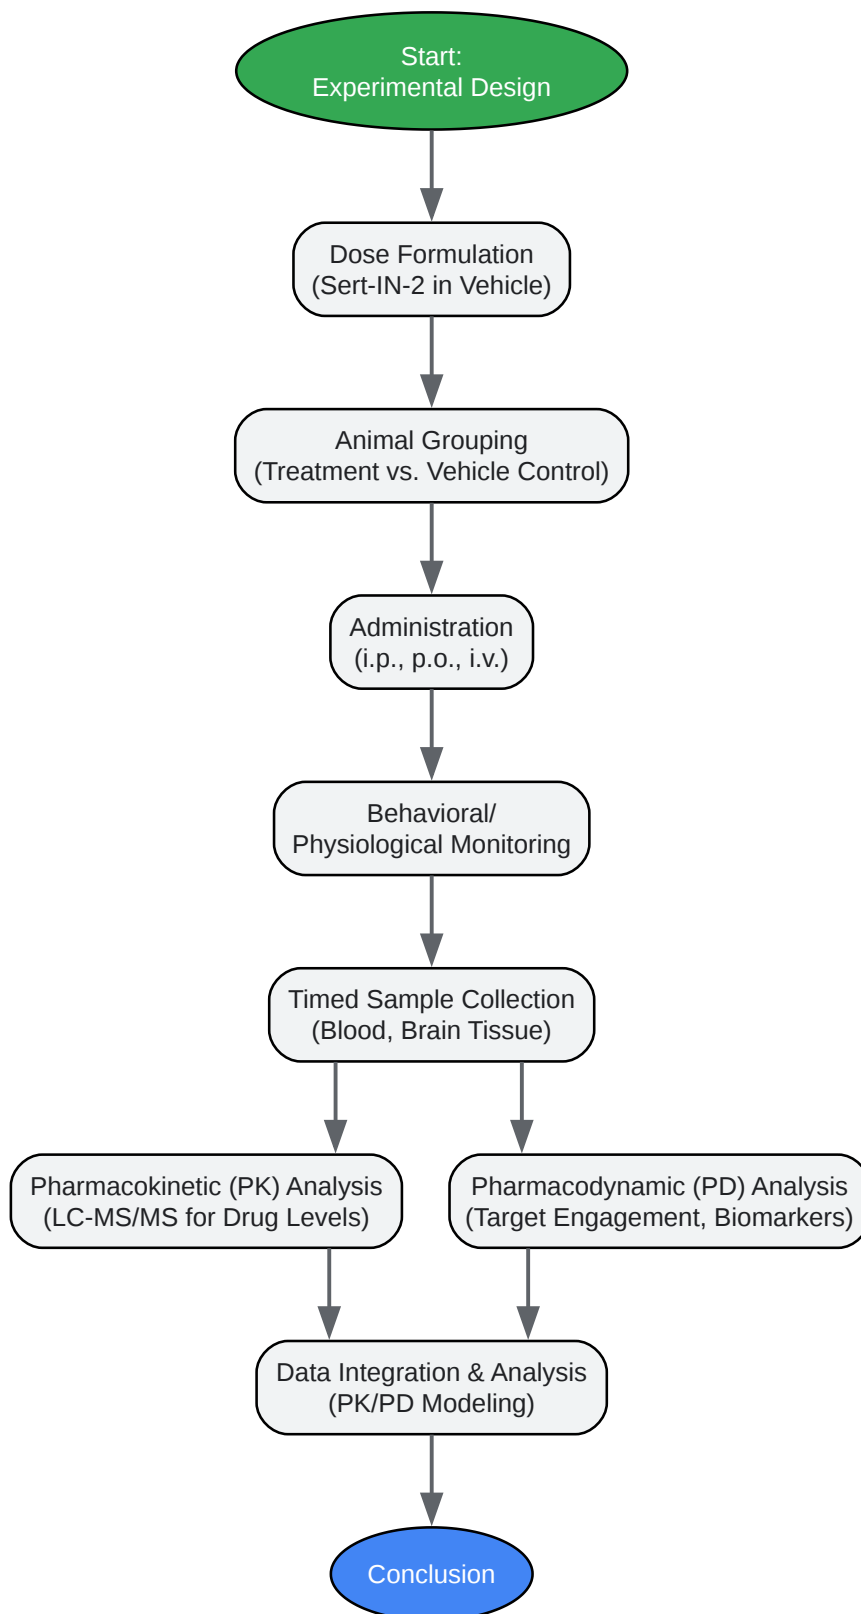 Start:
Experimental Design
Dose Formulation
(Sert-IN-2 in Vehicle)
Animal Grouping
(Treatment vs. Vehicle Control)
Administration
(i.p., p.o., i.v.)
Behavioral/
Physiological Monitoring
Timed Sample Collection
(Blood, Brain Tissue)
Pharmacokinetic (PK) Analysis
(LC-MS/MS for Drug Levels)
Pharmacodynamic (PD) Analysis
(Target Engagement, Biomarkers)
Data Integration & Analysis
(PK/PD Modeling)
Conclusion